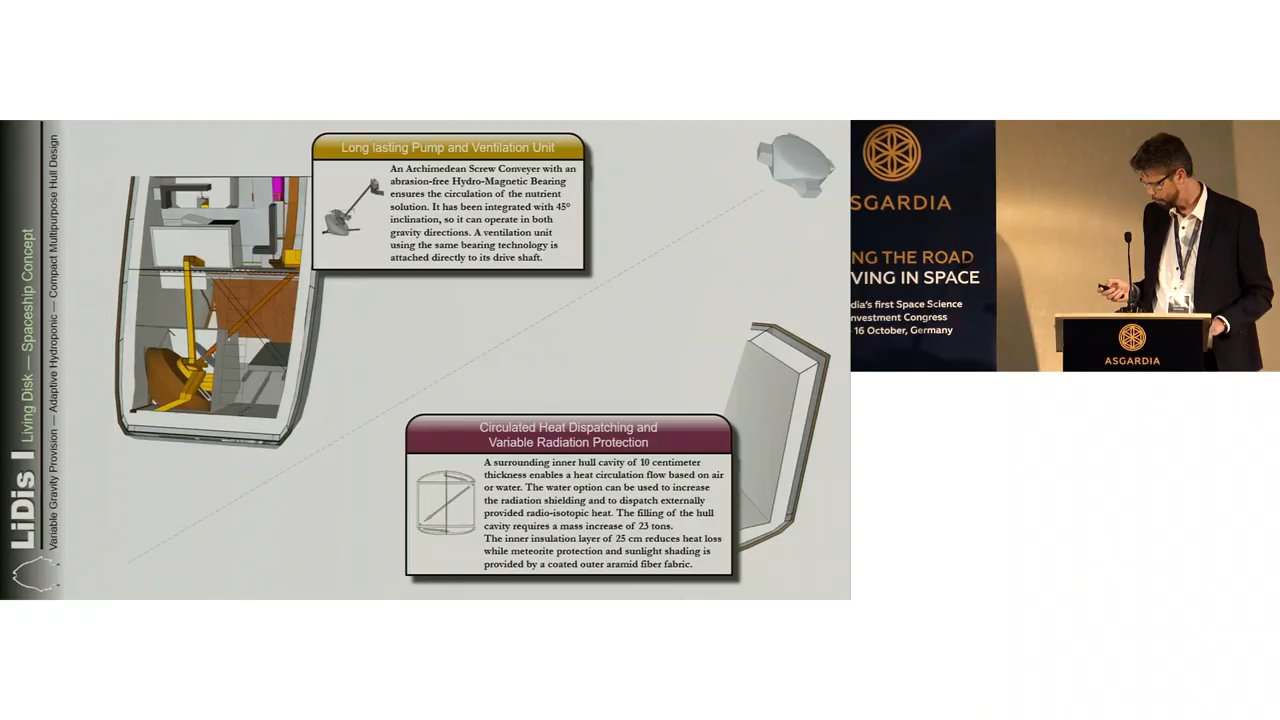 LiDis I Living Disk — Spaceship Concept
Variable Gravity Provision — Adaptive Hydroponic — Compact Multipurpose Hull Design
Long lasting Pump and Ventilation Unit
An Archimedean Screw Conveyer with an
abrasion-free Hydro-Magnetic Bearing
ensures the circulation of the nutrient
solution. It has been integrated with 45°
inclination, so it can operate in both
gravity directions. A ventilation unit
using the same bearing technology is
attached directly to its drive shaft.
Circulated Heat Dispatching and
Variable Radiation Protection
A surrounding inner hull cavity of 10 centimeter
thickness enables a heat circulation flow based on air
or water. The water option can be used to increase
the radiation shielding and to dispatch externally
provided radio-isotopic heat. The filling of the hull
cavity requires a mass increase of 23 tons.
The inner insulation layer of 25 cm reduces heat loss
while meteorite protection and sunlight shading is
provided by a coated outer aramid fiber fabric.
SGARDIA
NG THE ROAD
VING IN SPACE
dia's first Space Science
nvestment Congress
16 October, Germany
ASGARDIA